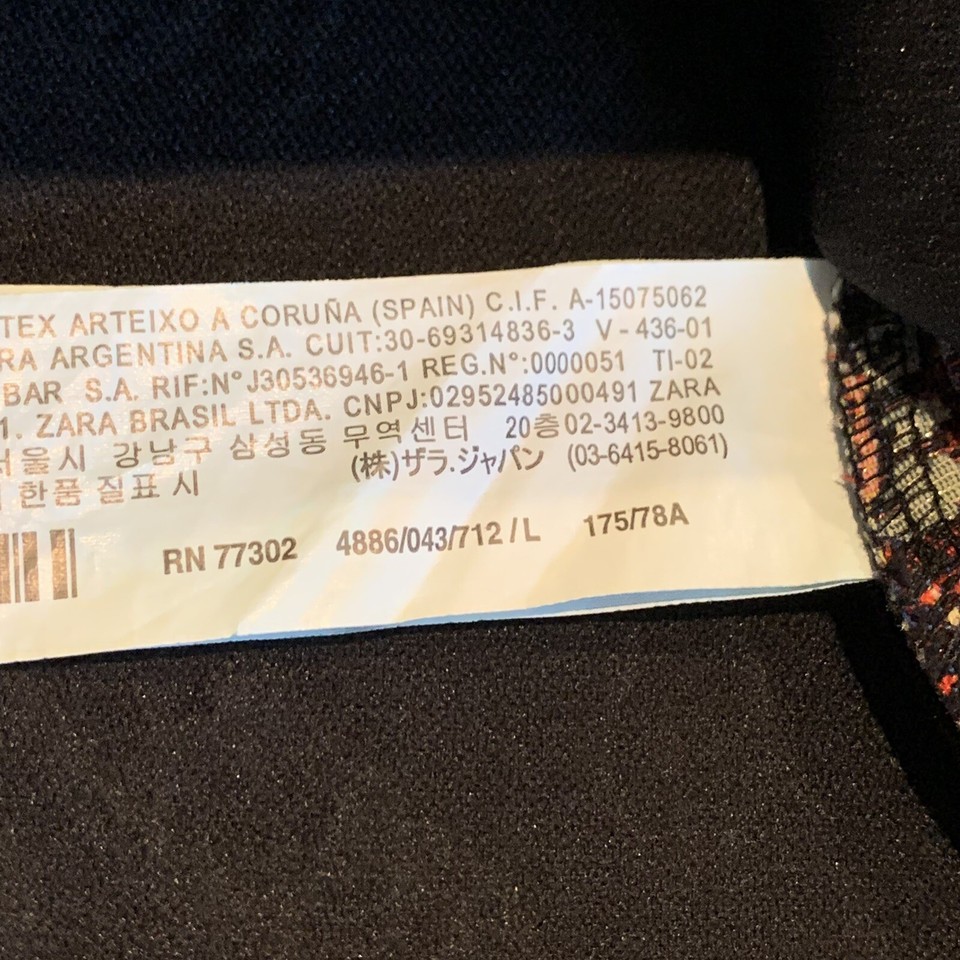 TEX ARTEIXO A CORUÑA (SPAIN) C.I.F. A-15075062
RA ARGENTINA S.A. CUIT:30-69314836-3 V - 436-01
BAR S.A. RIF:N° J30536946-1 REG.N°:0000051 TI-02
1. ZARA BRASIL LTDA. CNPJ:02952485000491 ZARA
서울시 강남구 삼성동 무역센터 20층 02-3413-9800
한품 질표 시 (株)ザラ.ジャパン (03-6415-8061)
RN 77302 4886/043/712 / L 175/78A